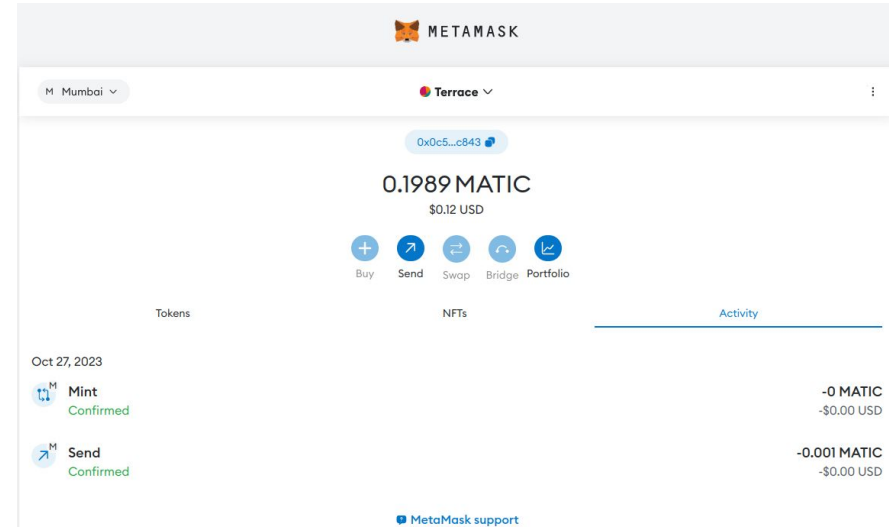 METAMASK
M Mumbai
Terrace
0x0c5...c843
0.1989 MATIC
$0.12 USD
Buy Send Swap Bridge Portfolio
Tokens NFTs Activity
Oct 27, 2023
M Mint -0 MATIC
Confirmed -$0.00 USD
M Send -0.001 MATIC
Confirmed -$0.00 USD
MetaMask support